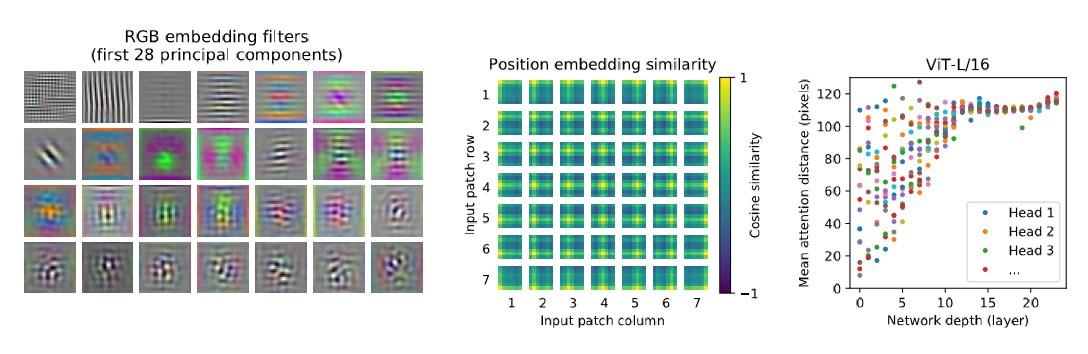 RGB embedding filters
(first 28 principal components)
Position embedding similarity
Input patch row
1
2
3
4
5
6
7
1 2 3 4 5 6 7
Input patch column
1
−1
Cosine similarity
ViT-L/16
Mean attention distance (pixels)
120
100
80
60
40
20
0
0 5 10 15 20
Network depth (layer)
Head 1
Head 2
Head 3
...